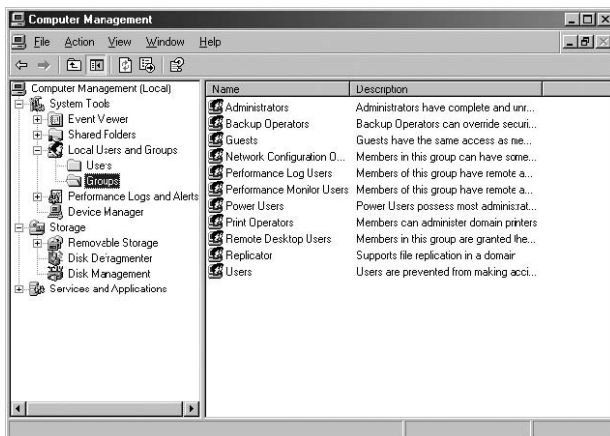 Computer Management
File Action View Window Help
Computer Management (Local)
System Tools
Event Viewer
Shared Folders
Local Users and Groups
Users
Groups
Performance Logs and Alerts
Device Manager
Storage
Removable Storage
Disk Defragmenter
Disk Management
Services and Applications
Name Description
Administrators Administrators have complete and unr...
Backup Operators Backup Operators can override securi...
Guests Guests have the same access as me...
Network Configuration O... Members in this group can have some...
Performance Log Users Members of this group have remote a...
Performance Monitor Users Members of this group have remote a...
Power Users Power Users possess most administrat...
Print Operators Members can administer domain printers
Remote Desktop Users Members in this group are granted the...
Replicator Supports file replication in a domain
Users Users are prevented from making acci...